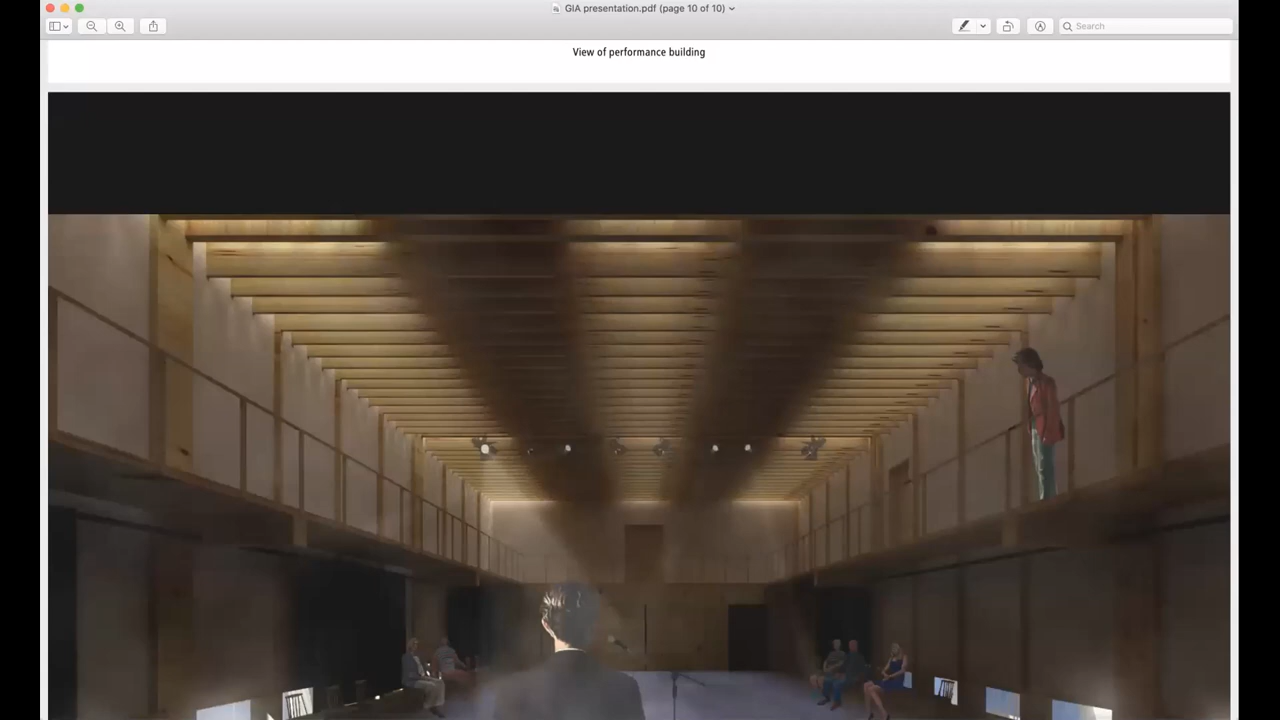 GIA presentation.pdf (page 10 of 10)
Search
View of performance building